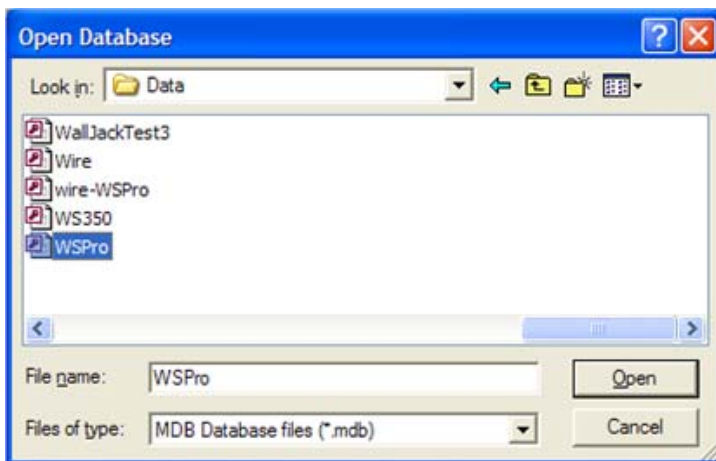 Open Database
Look in: Data
WallJackTest3
Wire
wire-WSPro
WS350
WSPro
File name: WSPro Open
Files of type: MDB Database files (*.mdb) Cancel